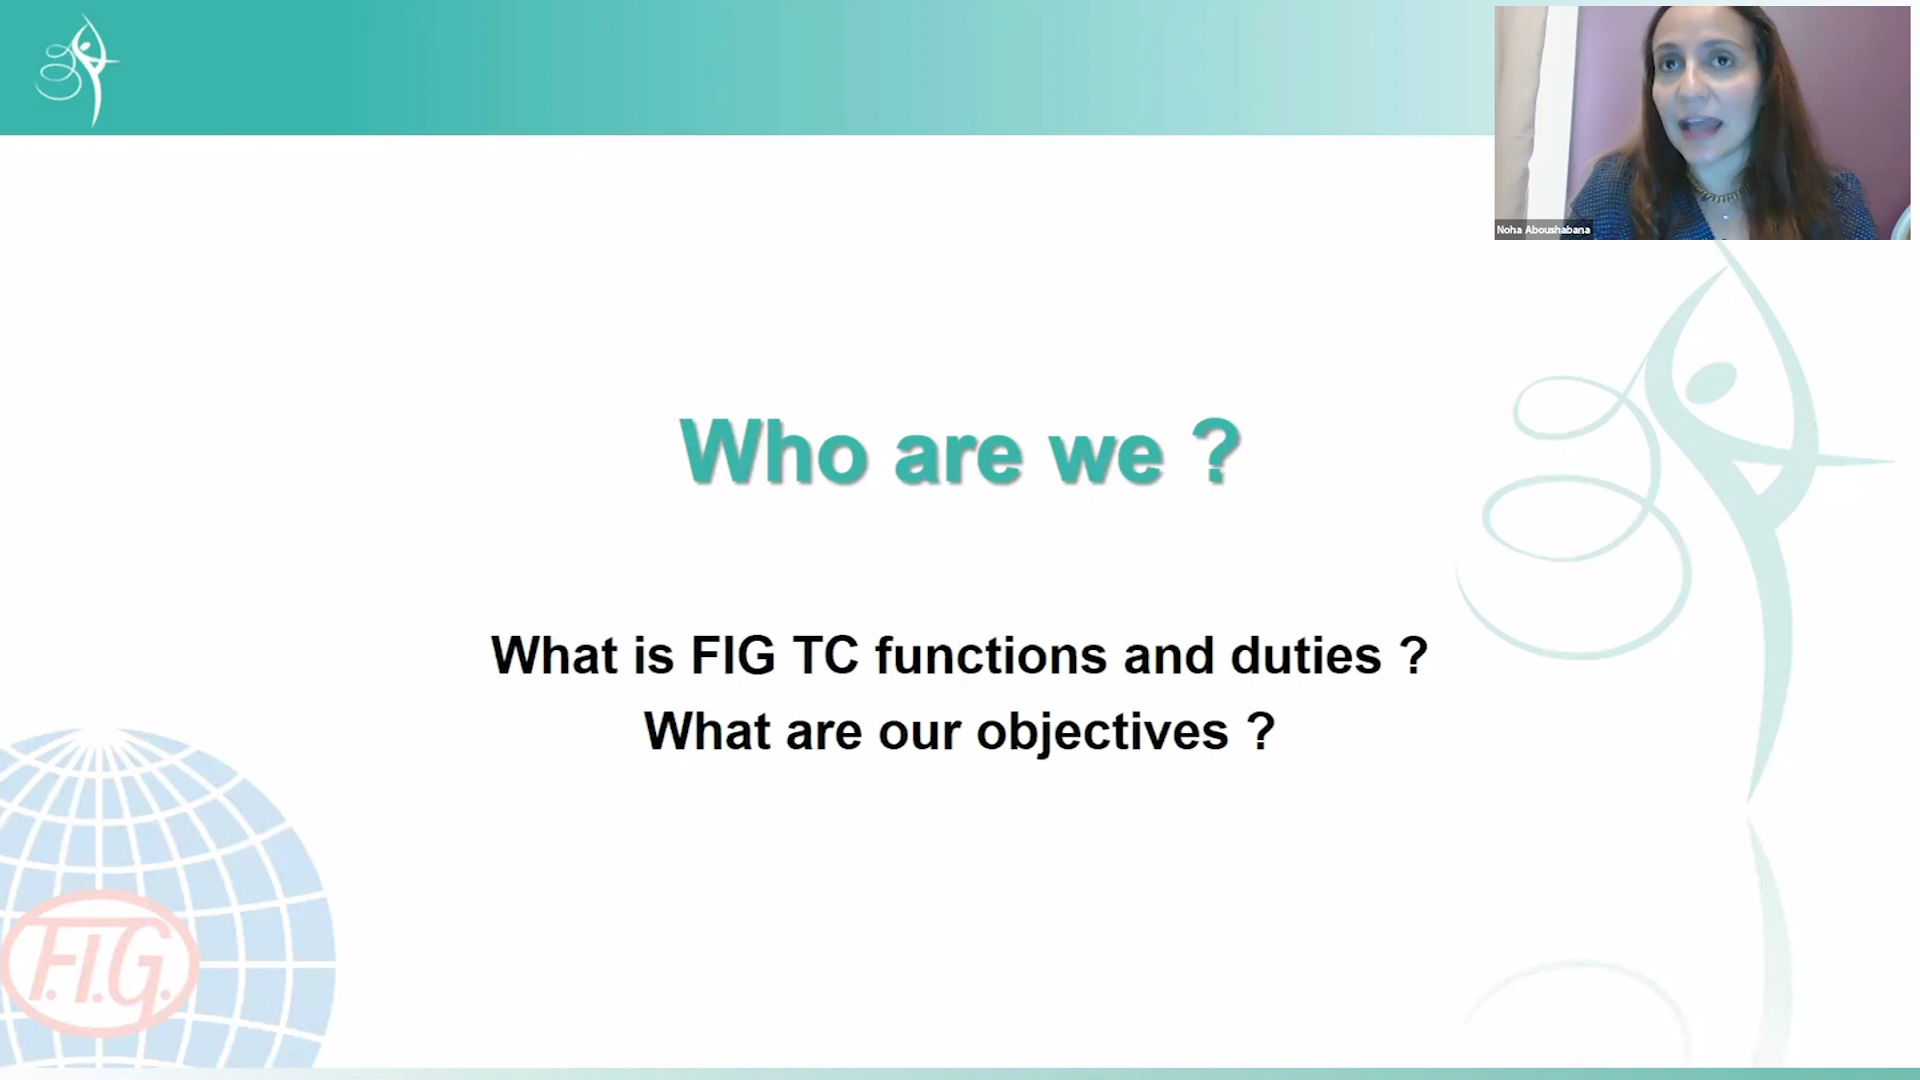 Noha Aboushabana
Who are we ?
What is FIG TC functions and duties ?
What are our objectives ?
F.I.G.